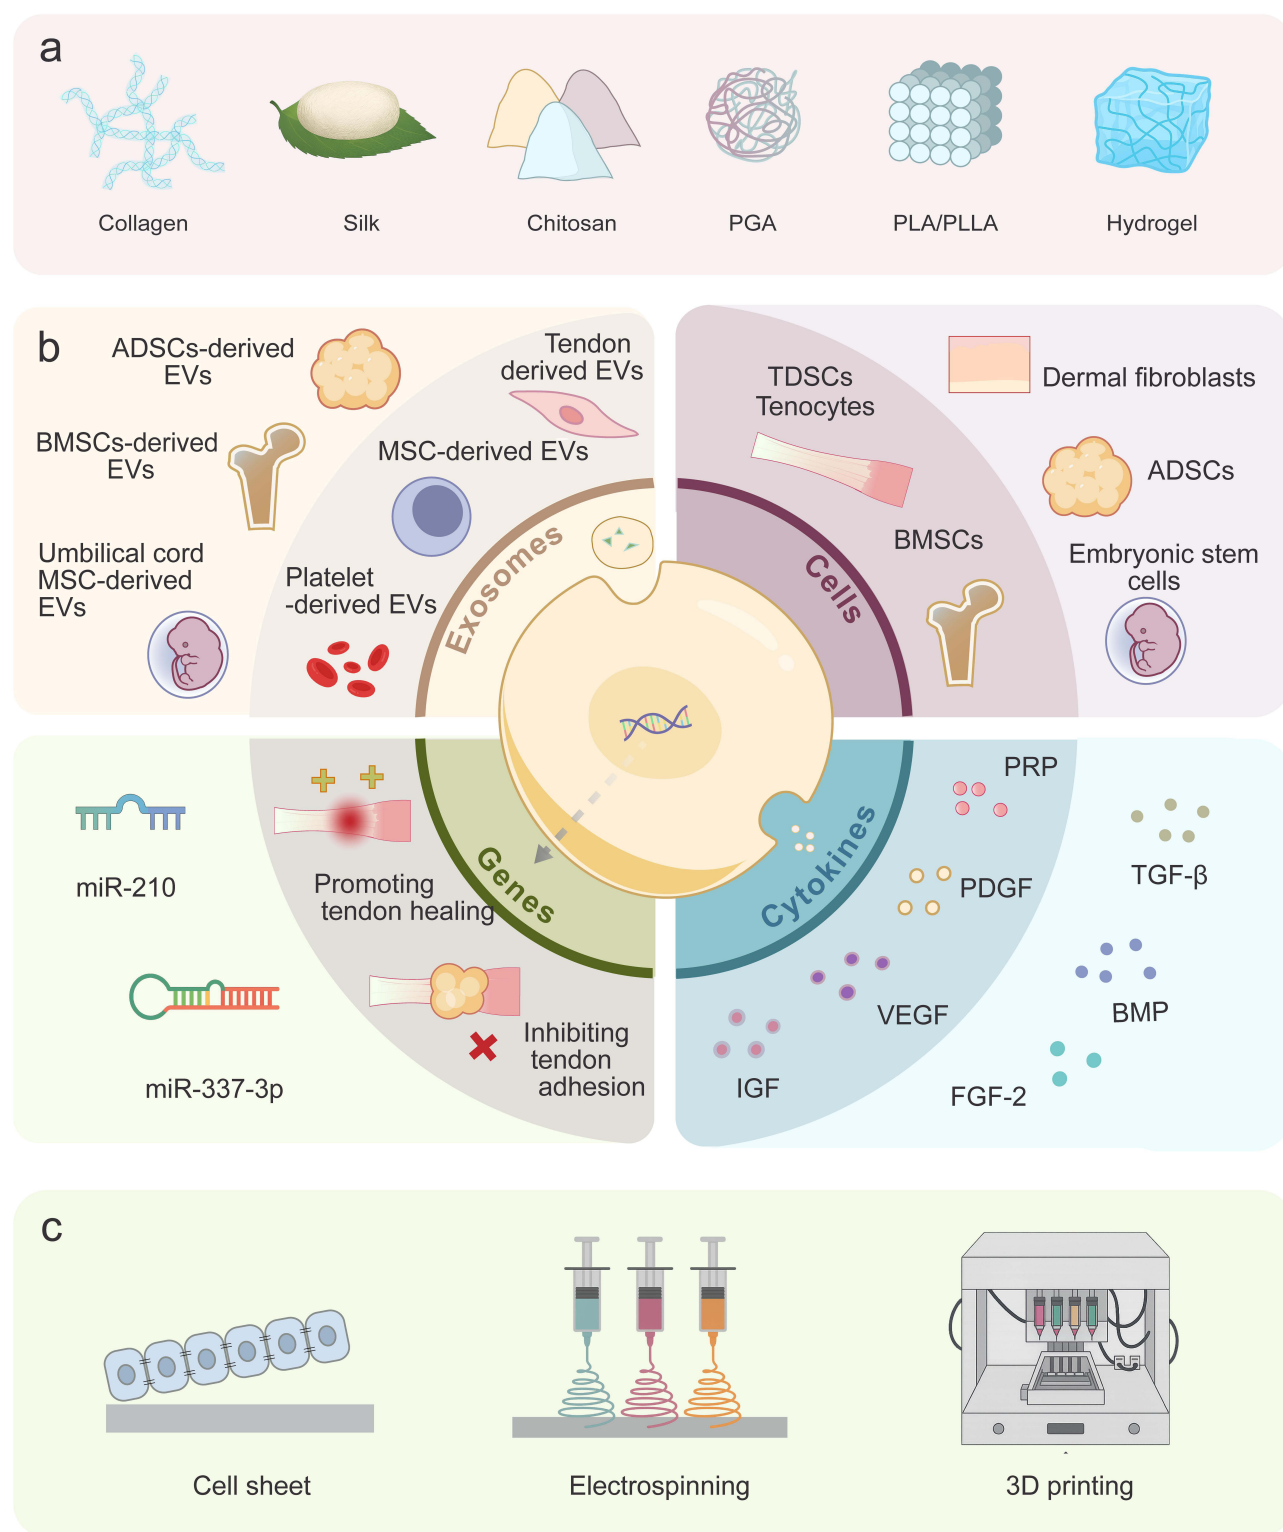 a
Collagen
Silk
Chitosan
PGA
PLA/PLLA
Hydrogel
b
ADSCs-derived
EVs
BMSCs-derived
EVs
Umbilical cord
MSC-derived
EVs
Tendon
derived EVs
MSC-derived EVs
Platelet
-derived EVs
Exosomes
Cells
TDSCs
Tenocytes
BMSCs
Dermal fibroblasts
ADSCs
Embryonic stem
cells
miR-210
miR-337-3p
Promoting
tendon healing
Inhibiting
tendon
adhesion
Genes
Cytokines
PRP
PDGF
VEGF
IGF
TGF-β
BMP
FGF-2
c
Cell sheet
Electrospinning
3D printing